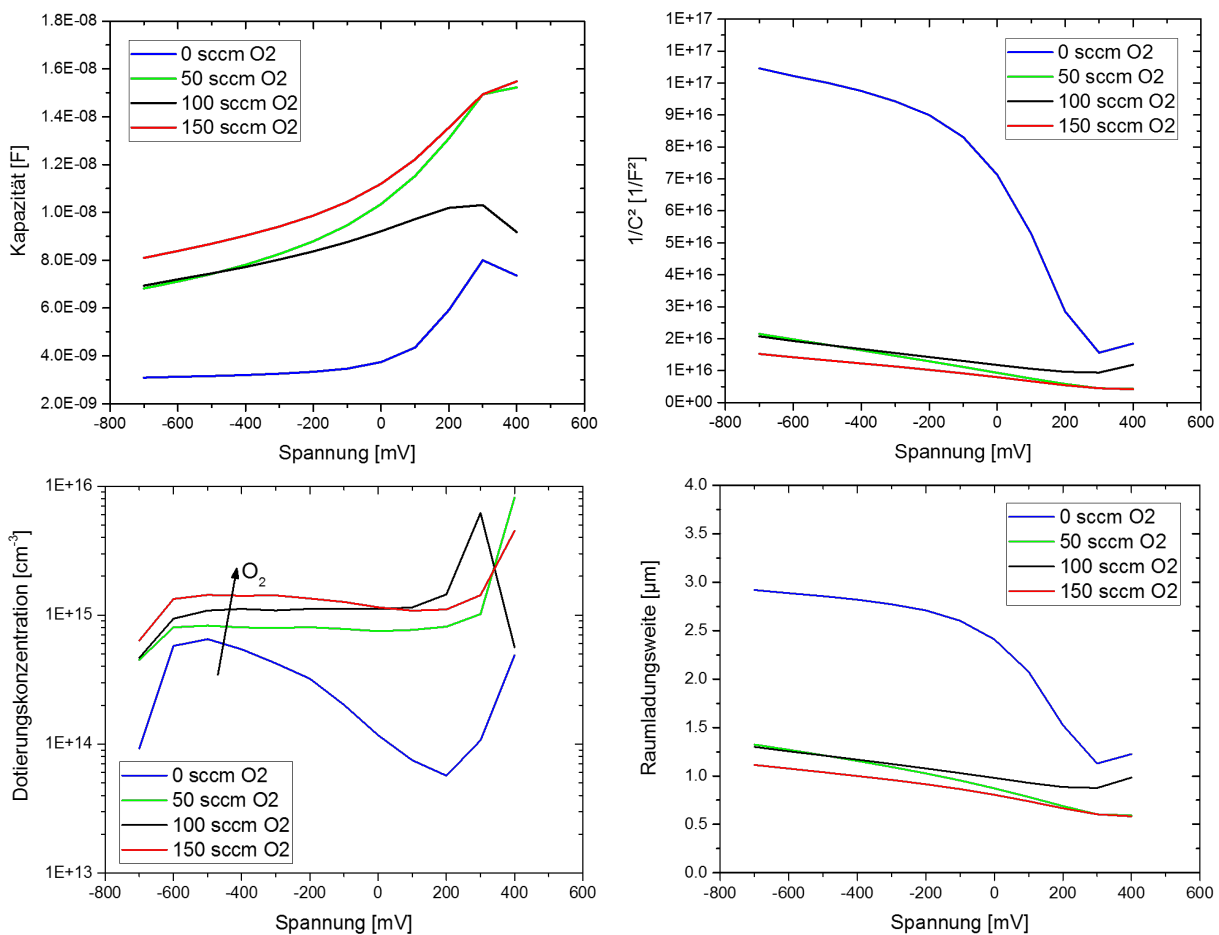 1.8E-08
1.6E-08
1.4E-08
1.2E-08
1.0E-08
8.0E-09
6.0E-09
4.0E-09
2.0E-09
Kapazität [F]
0 sccm O2
50 sccm O2
100 sccm O2
150 sccm O2
-800 -600 -400 -200 0 200 400 600
Spannung [mV]
1E+17
1E+17
1E+17
9E+16
8E+16
7E+16
6E+16
5E+16
4E+16
3E+16
2E+16
1E+16
0E+00
1/C² [1/F²]
0 sccm O2
50 sccm O2
100 sccm O2
150 sccm O2
-800 -600 -400 -200 0 200 400 600
Spannung [mV]
1E+16
1E+15
1E+14
1E+13
Dotierungskonzentration [cm⁻³]
O₂
0 sccm O2
50 sccm O2
100 sccm O2
150 sccm O2
-800 -600 -400 -200 0 200 400 600
Spannung [mV]
4.0
3.5
3.0
2.5
2.0
1.5
1.0
0.5
0.0
Raumladungsweite [µm]
0 sccm O2
50 sccm O2
100 sccm O2
150 sccm O2
-800 -600 -400 -200 0 200 400 600
Spannung [mV]